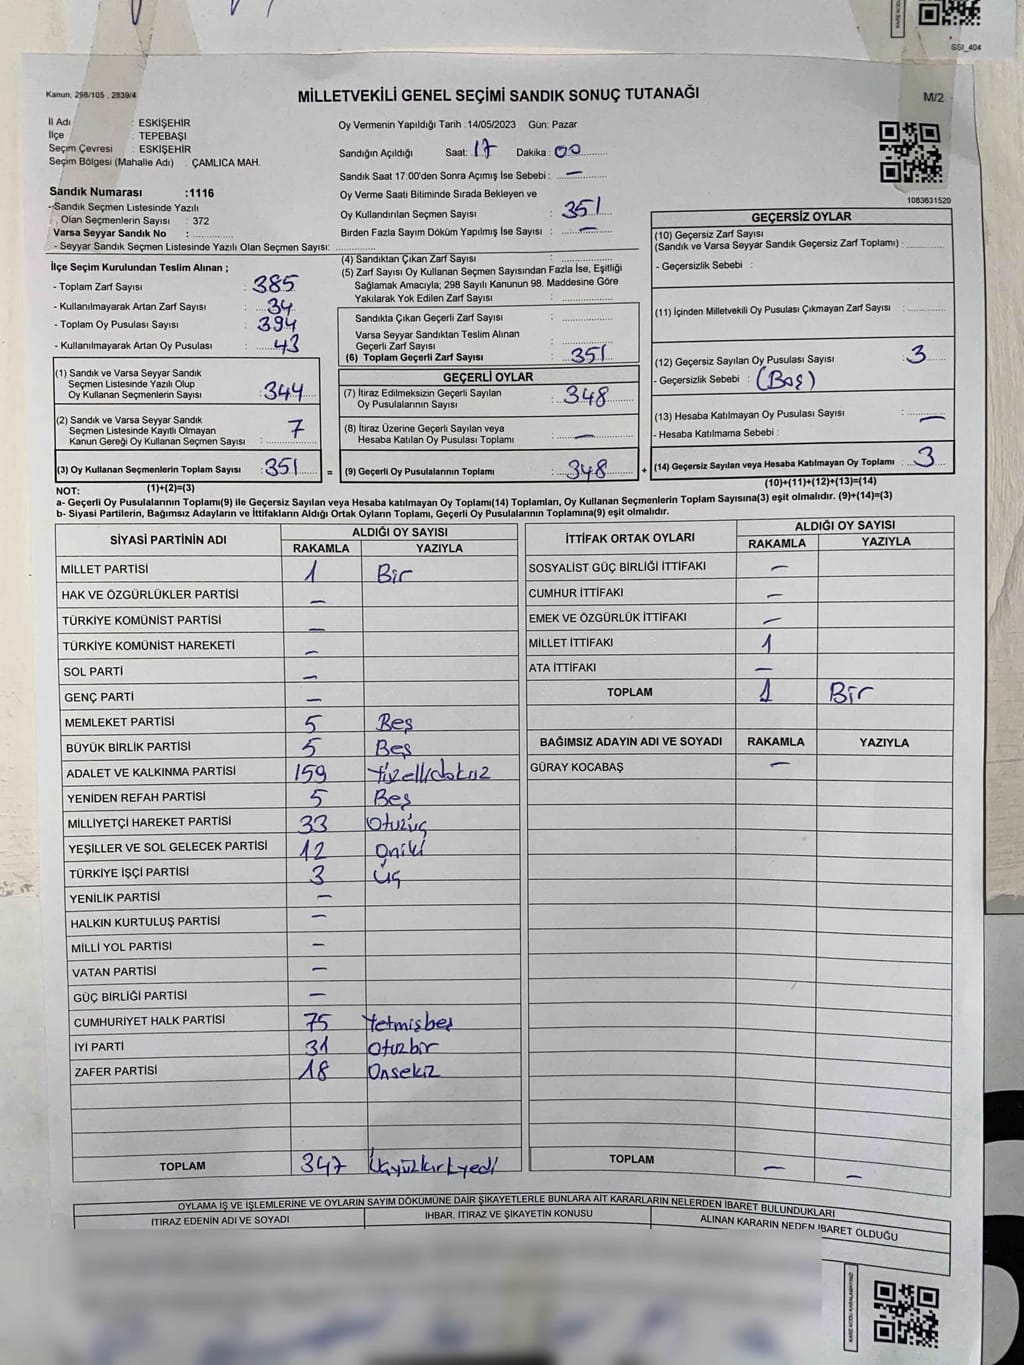 SSI_404
Kanun: 298/105 , 2839/4
MİLLETVEKİLİ GENEL SEÇİMİ SANDIK SONUÇ TUTANAĞI
M/2
İl Adı : ESKİŞEHİR
İlçe : TEPEBAŞI
Seçim Çevresi : ESKİŞEHİR
Seçim Bölgesi (Mahalle Adı) : ÇAMLICA MAH.
Sandık Numarası :1116
- Sandık Seçmen Listesinde Yazılı
Olan Seçmenlerin Sayısı : 372
Varsa Seyyar Sandık No :
- Seyyar Sandık Seçmen Listesinde Yazılı Olan Seçmen Sayısı:
Oy Vermenin Yapıldığı Tarih : 14/05/2023 Gün: Pazar
Sandığın Açıldığı Saat: 17 Dakika : 00
Sandık Saat 17:00'den Sonra Açımış İse Sebebi : —
Oy Verme Saati Bitiminde Sırada Bekleyen ve
Oy Kullandırılan Seçmen Sayısı : 351
Birden Fazla Sayım Döküm Yapılmış İse Sayısı : —
1083631520
İlçe Seçim Kurulundan Teslim Alınan ;
- Toplam Zarf Sayısı : 385
- Kullanılmayarak Artan Zarf Sayısı : 34
- Toplam Oy Pusulası Sayısı : 394
- Kullanılmayarak Artan Oy Pusulası : 43
(1) Sandık ve Varsa Seyyar Sandık
Seçmen Listesinde Yazılı Olup
Oy Kullanan Seçmenlerin Sayısı : 344
(2) Sandık ve Varsa Seyyar Sandık
Seçmen Listesinde Kayıtlı Olmayan
Kanun Gereği Oy Kullanan Seçmen Sayısı : 7
(3) Oy Kullanan Seçmenlerin Toplam Sayısı : 351 =
(1)+(2)=(3)
(4) Sandıktan Çıkan Zarf Sayısı :
(5) Zarf Sayısı Oy Kullanan Seçmen Sayısından Fazla İse, Eşitliği
Sağlamak Amacıyla; 298 Sayılı Kanunun 98. Maddesine Göre
Yakılarak Yok Edilen Zarf Sayısı :
Sandıkta Çıkan Geçerli Zarf Sayısı :
Varsa Seyyar Sandıktan Teslim Alınan
Geçerli Zarf Sayısı :
(6) Toplam Geçerli Zarf Sayısı : 351
GEÇERLİ OYLAR
(7) İtiraz Edilmeksizin Geçerli Sayılan
Oy Pusulalarının Sayısı : 348
(8) İtiraz Üzerine Geçerli Sayılan veya
Hesaba Katılan Oy Pusulası Toplamı : —
(9) Geçerli Oy Pusulalarının Toplamı : 348 +
GEÇERSİZ OYLAR
(10) Geçersiz Zarf Sayısı
(Sandık ve Varsa Seyyar Sandık Geçersiz Zarf Toplamı) :
- Geçersizlik Sebebi :
(11) İçinden Milletvekili Oy Pusulası Çıkmayan Zarf Sayısı :
(12) Geçersiz Sayılan Oy Pusulası Sayısı : 3
- Geçersizlik Sebebi : (Boş)
(13) Hesaba Katılmayan Oy Pusulası Sayısı : —
- Hesaba Katılmama Sebebi :
(14) Geçersiz Sayılan veya Hesaba Katılmayan Oy Toplamı : 3
(10)+(11)+(12)+(13)=(14)
NOT:
a- Geçerli Oy Pusulalarının Toplamı(9) ile Geçersiz Sayılan veya Hesaba katılmayan Oy Toplamı(14) Toplamları, Oy Kullanan Seçmenlerin Toplam Sayısına(3) eşit olmalıdır. (9)+(14)=(3)
b- Siyasi Partilerin, Bağımsız Adayların ve İttifakların Aldığı Ortak Oyların Toplamı, Geçerli Oy Pusulalarının Toplamına(9) eşit olmalıdır.
SİYASİ PARTİNİN ADI ALDIĞI OY SAYISI
RAKAMLA YAZIYLA
MİLLET PARTİSİ 1 Bir
HAK VE ÖZGÜRLÜKLER PARTİSİ —
TÜRKİYE KOMÜNİST PARTİSİ —
TÜRKİYE KOMÜNİST HAREKETİ —
SOL PARTİ —
GENÇ PARTİ —
MEMLEKET PARTİSİ 5 Beş
BÜYÜK BİRLİK PARTİSİ 5 Beş
ADALET VE KALKINMA PARTİSİ 159 Yüzellidokuz
YENİDEN REFAH PARTİSİ 5 Beş
MİLLİYETÇİ HAREKET PARTİSİ 33 Otuzüç
YEŞİLLER VE SOL GELECEK PARTİSİ 12 Oniki
TÜRKİYE İŞÇİ PARTİSİ 3 Üç
YENİLİK PARTİSİ —
HALKIN KURTULUŞ PARTİSİ —
MİLLİ YOL PARTİSİ —
VATAN PARTİSİ —
GÜÇ BİRLİĞİ PARTİSİ —
CUMHURİYET HALK PARTİSİ 75 Yetmişbeş
İYİ PARTİ 31 Otuzbir
ZAFER PARTİSİ 18 Onsekiz
TOPLAM 347 Üçyüzkırkyedi
İTTİFAK ORTAK OYLARI ALDIĞI OY SAYISI
RAKAMLA YAZIYLA
SOSYALİST GÜÇ BİRLİĞİ İTTİFAKI —
CUMHUR İTTİFAKI —
EMEK VE ÖZGÜRLÜK İTTİFAKI —
MİLLET İTTİFAKI 1
ATA İTTİFAKI —
TOPLAM 1 Bir
BAĞIMSIZ ADAYIN ADI VE SOYADI RAKAMLA YAZIYLA
GÜRAY KOCABAŞ —
TOPLAM — —
OYLAMA İŞ VE İŞLEMLERİNE VE OYLARIN SAYIM DÖKÜMÜNE DAİR ŞİKAYETLERLE BUNLARA AİT KARARLARIN NELERDEN İBARET BULUNDUKLARI
İTİRAZ EDENİN ADI VE SOYADI İHBAR, İTİRAZ VE ŞİKAYETİN KONUSU ALINAN KARARIN NEDEN İBARET OLDUĞU
KARE KODU KARALAMAYINIZ!